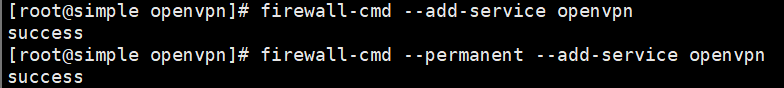 [root@simple openvpn]# firewall-cmd --add-service openvpn
success
[root@simple openvpn]# firewall-cmd --permanent --add-service openvpn
success